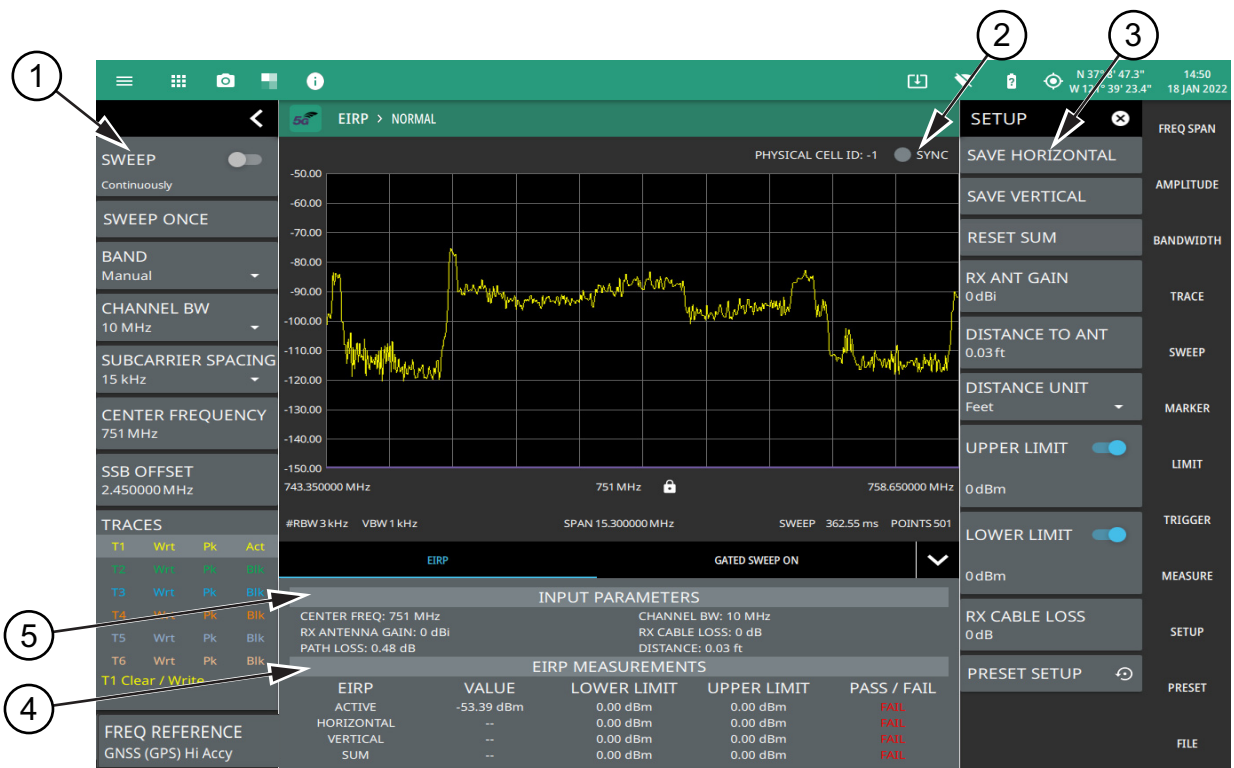 1
2
3
N 37° 8' 47.3"
W 121° 39' 23.4"
14:50
18 JAN 2022
SWEEP
Continuously
SWEEP ONCE
BAND
Manual
CHANNEL BW
10 MHz
SUBCARRIER SPACING
15 kHz
CENTER FREQUENCY
751 MHz
SSB OFFSET
2.450000 MHz
TRACES
T1 Wrt Pk Act
T2 Wrt Pk Blk
T3 Wrt Pk Blk
T4 Wrt Pk Blk
T5 Wrt Pk Blk
T6 Wrt Pk Blk
T1 Clear / Write
FREQ REFERENCE
GNSS (GPS) Hi Accy
5
4
5G EIRP > NORMAL
PHYSICAL CELL ID: -1 SYNC
-50.00
-60.00
-70.00
-80.00
-90.00
-100.00
-110.00
-120.00
-130.00
-140.00
-150.00
743.350000 MHz 751 MHz 758.650000 MHz
#RBW 3 kHz VBW 1 kHz SPAN 15.300000 MHz SWEEP 362.55 ms POINTS 501
EIRP GATED SWEEP ON
INPUT PARAMETERS
CENTER FREQ: 751 MHz CHANNEL BW: 10 MHz
RX ANTENNA GAIN: 0 dBi RX CABLE LOSS: 0 dB
PATH LOSS: 0.48 dB DISTANCE: 0.03 ft
EIRP MEASUREMENTS
EIRP VALUE LOWER LIMIT UPPER LIMIT PASS / FAIL
ACTIVE -53.39 dBm 0.00 dBm 0.00 dBm FAIL
HORIZONTAL -- 0.00 dBm 0.00 dBm FAIL
VERTICAL -- 0.00 dBm 0.00 dBm FAIL
SUM -- 0.00 dBm 0.00 dBm FAIL
SETUP
SAVE HORIZONTAL
SAVE VERTICAL
RESET SUM
RX ANT GAIN
0 dBi
DISTANCE TO ANT
0.03 ft
DISTANCE UNIT
Feet
UPPER LIMIT
0 dBm
LOWER LIMIT
0 dBm
RX CABLE LOSS
0 dB
PRESET SETUP
FREQ SPAN
AMPLITUDE
BANDWIDTH
TRACE
SWEEP
MARKER
LIMIT
TRIGGER
MEASURE
SETUP
PRESET
FILE